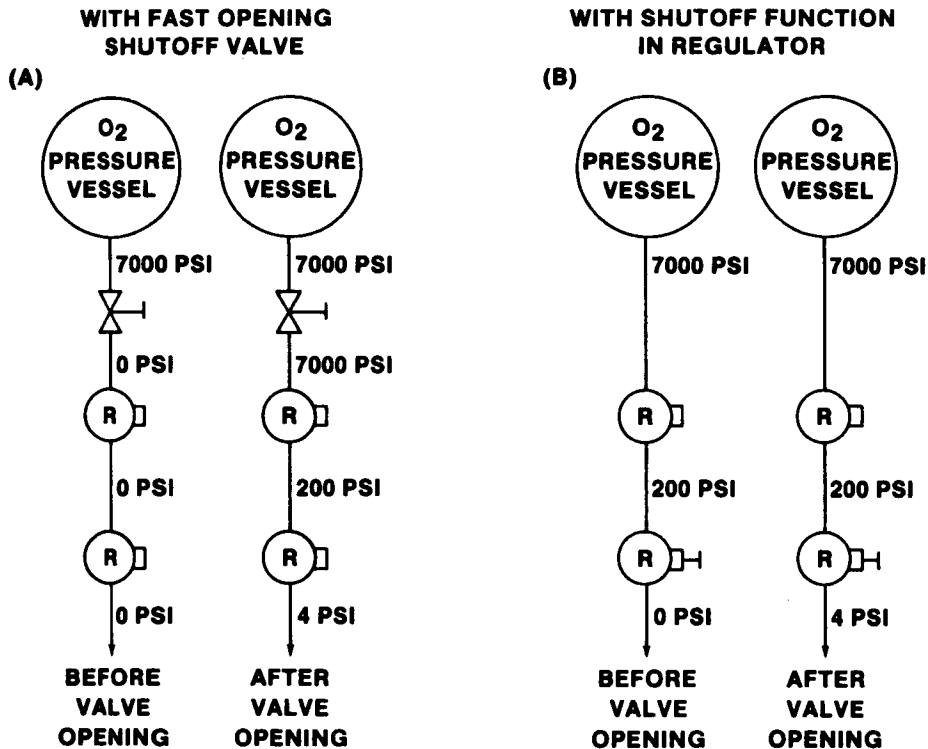 WITH FAST OPENING
SHUTOFF VALVE
WITH SHUTOFF FUNCTION
IN REGULATOR
(A)
(B)
O2
PRESSURE
VESSEL
O2
PRESSURE
VESSEL
O2
PRESSURE
VESSEL
O2
PRESSURE
VESSEL
7000 PSI
7000 PSI
7000 PSI
7000 PSI
0 PSI
7000 PSI
R
R
R
R
0 PSI
200 PSI
200 PSI
200 PSI
R
R
R
R
0 PSI
4 PSI
0 PSI
4 PSI
BEFORE
VALVE
OPENING
AFTER
VALVE
OPENING
BEFORE
VALVE
OPENING
AFTER
VALVE
OPENING